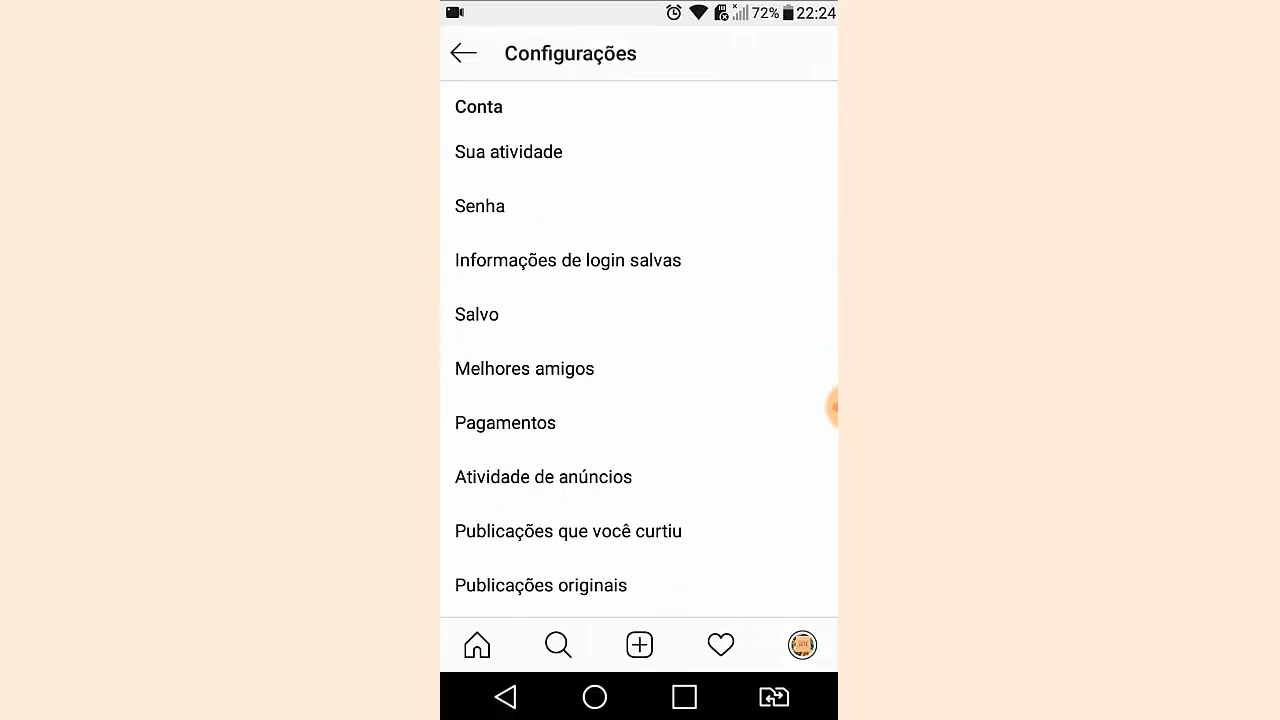 72% 22:24
Configurações
Conta
Sua atividade
Senha
Informações de login salvas
Salvo
Melhores amigos
Pagamentos
Atividade de anúncios
Publicações que você curtiu
Publicações originais